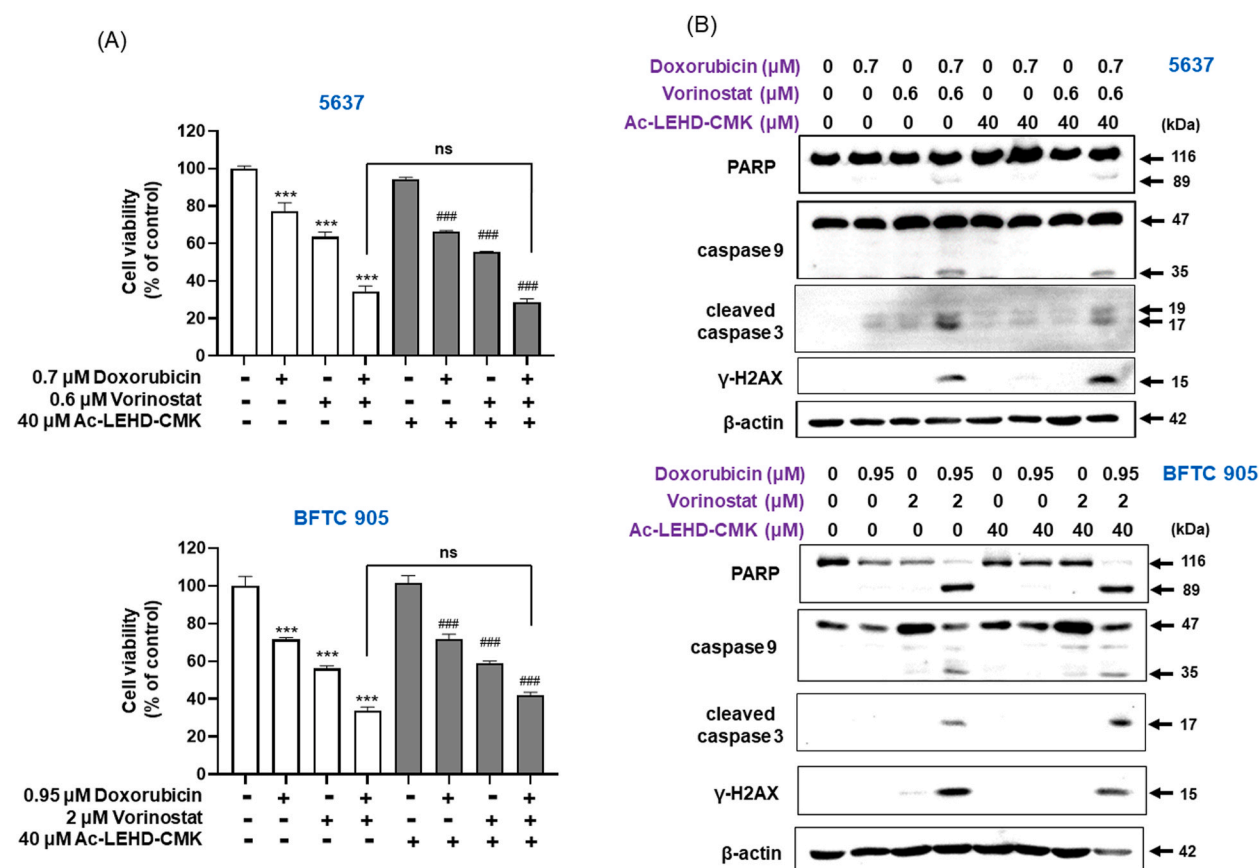 (A)
5637
120
100
80
60
40
20
0
Cell viability
(% of control)
*** *** *** ### ### ###
ns
0.7 µM Doxorubicin - + - + - + - +
0.6 µM Vorinostat - - + + - - + +
40 µM Ac-LEHD-CMK - - - - + + + +
BFTC 905
120
100
80
60
40
20
0
Cell viability
(% of control)
*** *** *** ### ### ###
ns
0.95 µM Doxorubicin - + - + - + - +
2 µM Vorinostat - - + + - - + +
40 µM Ac-LEHD-CMK - - - - + + + +
(B)
Doxorubicin (µM) 0 0.7 0 0.7 0 0.7 0 0.7 5637
Vorinostat (µM) 0 0 0.6 0.6 0 0 0.6 0.6
Ac-LEHD-CMK (µM) 0 0 0 0 40 40 40 40 (kDa)
PARP 116
89
caspase 9 47
35
cleaved 19
caspase 3 17
γ-H2AX 15
β-actin 42
Doxorubicin (µM) 0 0.95 0 0.95 0 0.95 0 0.95 BFTC 905
Vorinostat (µM) 0 0 2 2 0 0 2 2
Ac-LEHD-CMK (µM) 0 0 0 0 40 40 40 40 (kDa)
PARP 116
89
caspase 9 47
35
cleaved
caspase 3 17
γ-H2AX 15
β-actin 42